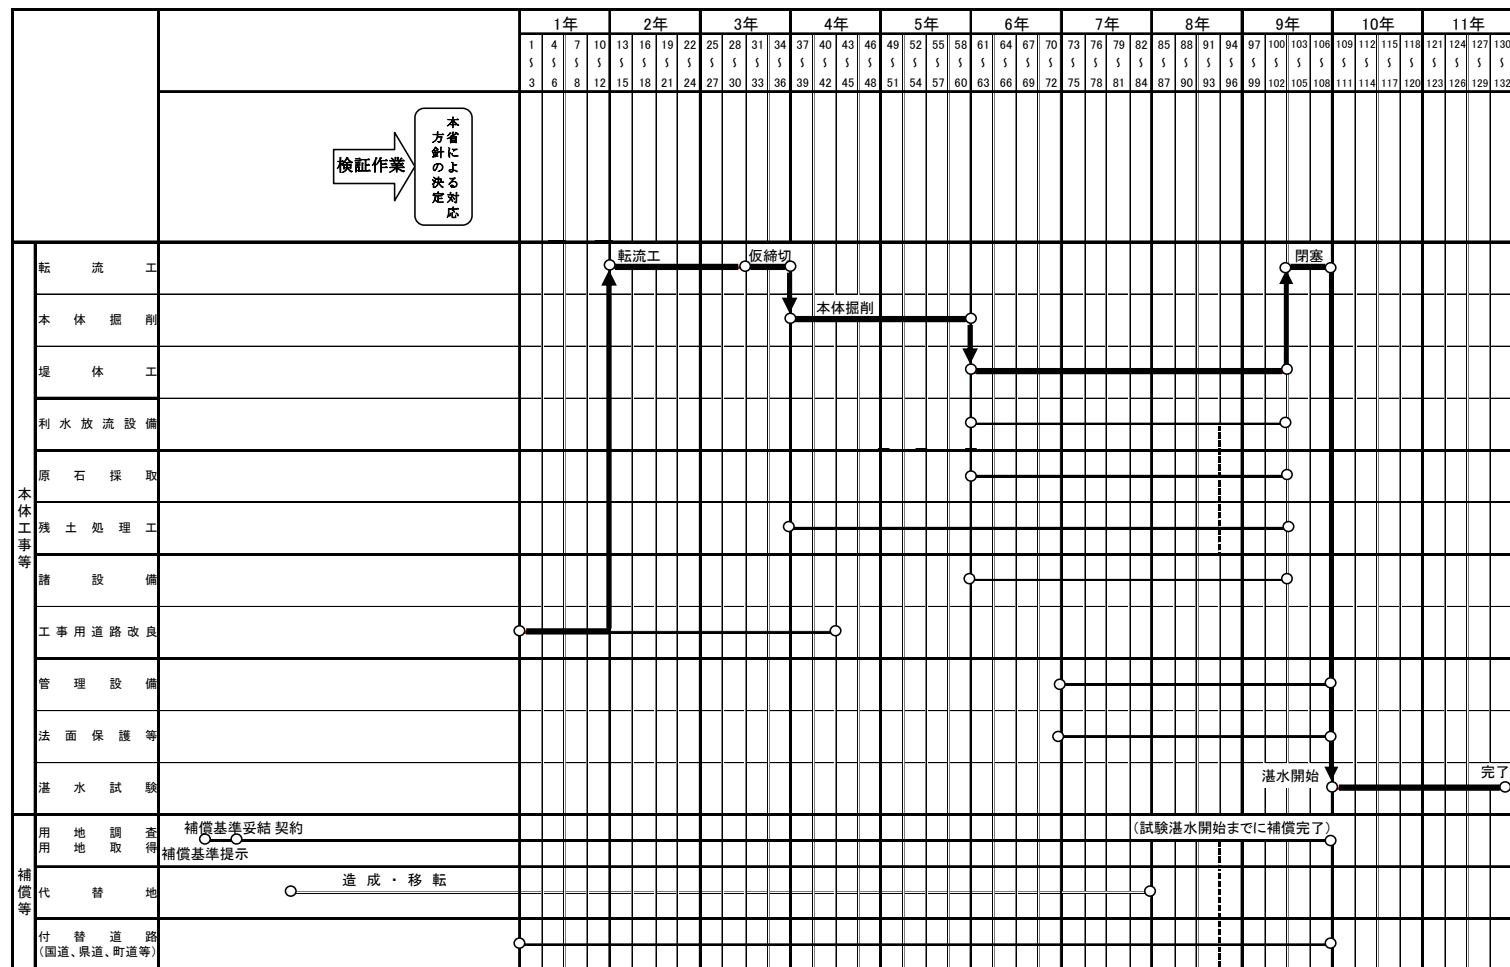 1年 2年 3年 4年 5年 6年 7年 8年 9年 10年 11年
1 4 7 10 13 16 19 22 25 28 31 34 37 40 43 46 49 52 55 58 61 64 67 70 73 76 79 82 85 88 91 94 97 100 103 106 109 112 115 118 121 124 127 130
~ ~ ~ ~ ~ ~ ~ ~ ~ ~ ~ ~ ~ ~ ~ ~ ~ ~ ~ ~ ~ ~ ~ ~ ~ ~ ~ ~ ~ ~ ~ ~ ~ ~ ~ ~ ~ ~ ~ ~ ~ ~ ~ ~
3 6 8 12 15 18 21 24 27 30 33 36 39 42 45 48 51 54 57 60 63 66 69 72 75 78 81 84 87 90 93 96 99 102 105 108 111 114 117 120 123 126 129 132
検証作業
本省による対応
方針の決定
本体工事等
転流工
転流工
仮締切
閉塞
本体掘削
本体掘削
堤体工
利水放流設備
原石採取
残土処理工
諸設備
工事用道路改良
管理設備
法面保護等
湛水試験
湛水開始
完了
補償等
用地調査
用地取得
補償基準妥結 契約
補償基準提示
(試験湛水開始までに補償完了)
代替地
造成・移転
付替道路
(国道、県道、町道等)